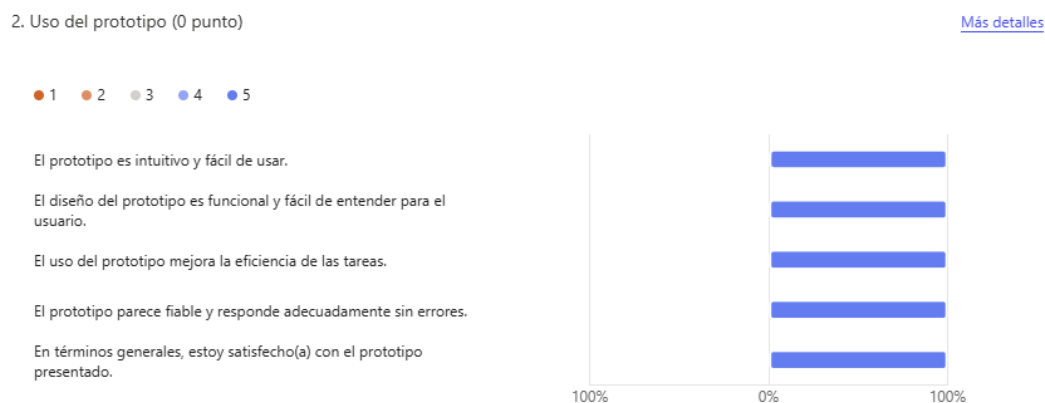 2. Uso del prototipo (0 punto)
Más detalles
1 2 3 4 5
El prototipo es intuitivo y fácil de usar.
El diseño del prototipo es funcional y fácil de entender para el
usuario.
El uso del prototipo mejora la eficiencia de las tareas.
El prototipo parece fiable y responde adecuadamente sin errores.
En términos generales, estoy satisfecho(a) con el prototipo
presentado.
100% 0% 100%